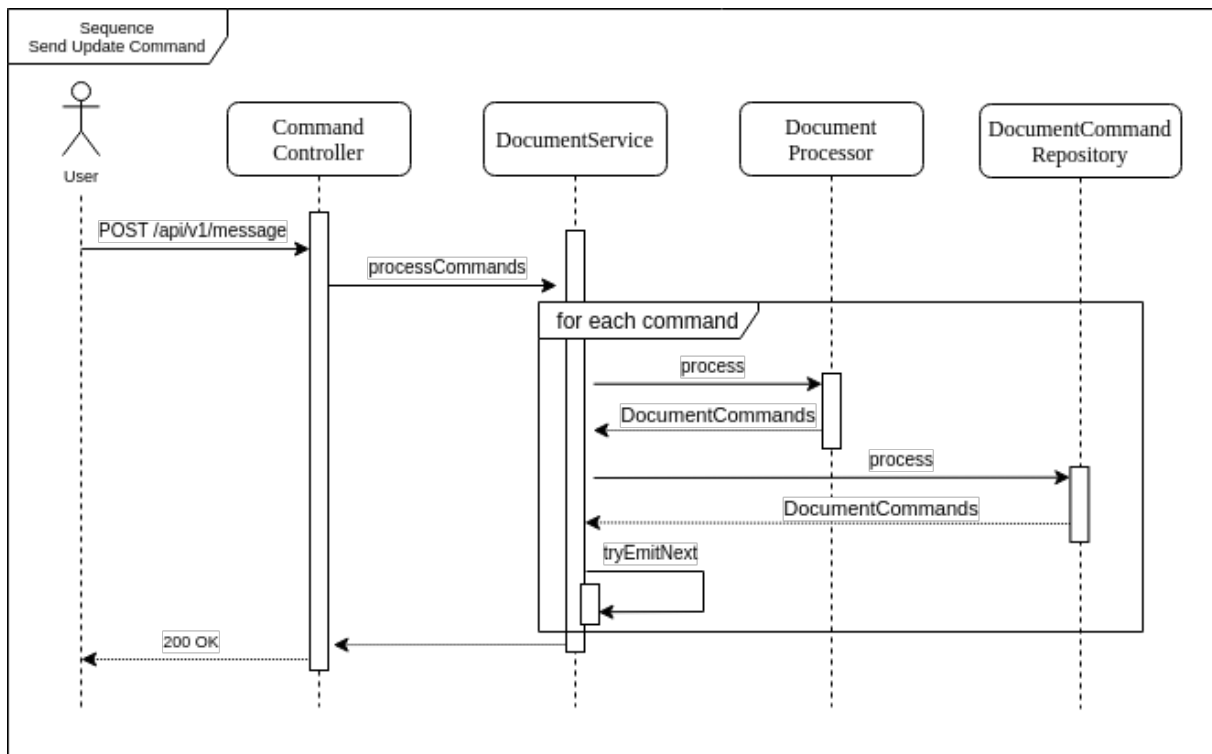 Sequence
Send Update Command
User
Command
Controller
DocumentService
Document
Processor
DocumentCommand
Repository
POST /api/v1/message
processCommands
for each command
process
DocumentCommands
process
DocumentCommands
tryEmitNext
200 OK